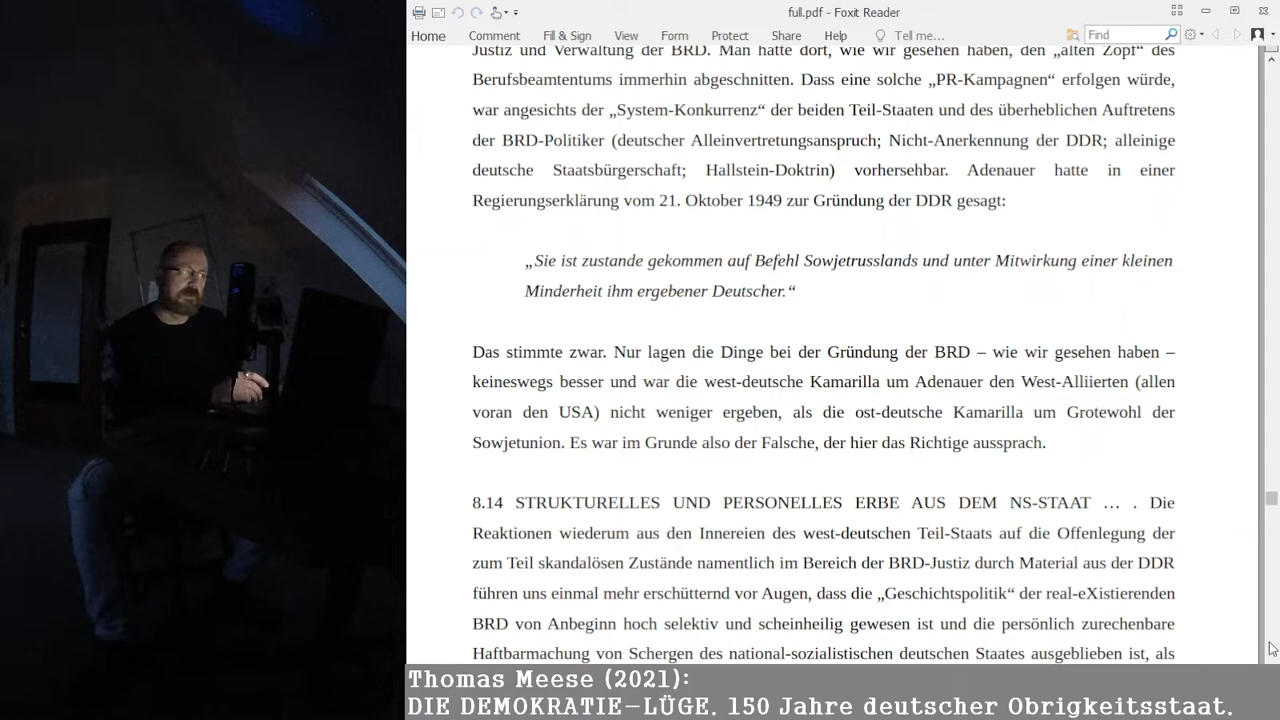 full.pdf - Foxit Reader
Home Comment Fill & Sign View Form Protect Share Help Tell me… Find
Justiz und Verwaltung der BRD. Man hatte dort, wie wir gesehen haben, den „alten Zopf“ des
Berufsbeamtentums immerhin abgeschnitten. Dass eine solche „PR-Kampagnen“ erfolgen würde,
war angesichts der „System-Konkurrenz“ der beiden Teil-Staaten und des überheblichen Auftretens
der BRD-Politiker (deutscher Alleinvertretungsanspruch; Nicht-Anerkennung der DDR; alleinige
deutsche Staatsbürgerschaft; Hallstein-Doktrin) vorhersehbar. Adenauer hatte in einer
Regierungserklärung vom 21. Oktober 1949 zur Gründung der DDR gesagt:
„Sie ist zustande gekommen auf Befehl Sowjetrusslands und unter Mitwirkung einer kleinen
Minderheit ihm ergebener Deutscher.“
Das stimmte zwar. Nur lagen die Dinge bei der Gründung der BRD – wie wir gesehen haben –
keineswegs besser und war die west-deutsche Kamarilla um Adenauer den West-Alliierten (allen
voran den USA) nicht weniger ergeben, als die ost-deutsche Kamarilla um Grotewohl der
Sowjetunion. Es war im Grunde also der Falsche, der hier das Richtige aussprach.
8.14 STRUKTURELLES UND PERSONELLES ERBE AUS DEM NS-STAAT … . Die
Reaktionen wiederum aus den Innereien des west-deutschen Teil-Staats auf die Offenlegung der
zum Teil skandalösen Zustände namentlich im Bereich der BRD-Justiz durch Material aus der DDR
führen uns einmal mehr erschütternd vor Augen, dass die „Geschichtspolitik“ der real-eXistierenden
BRD von Anbeginn hoch selektiv und scheinheilig gewesen ist und die persönlich zurechenbare
Haftbarmachung von Schergen des national-sozialistischen deutschen Staates ausgeblieben ist, als
Thomas Meese (2021):
DIE DEMOKRATIE-LÜGE. 150 Jahre deutscher Obrigkeitsstaat.